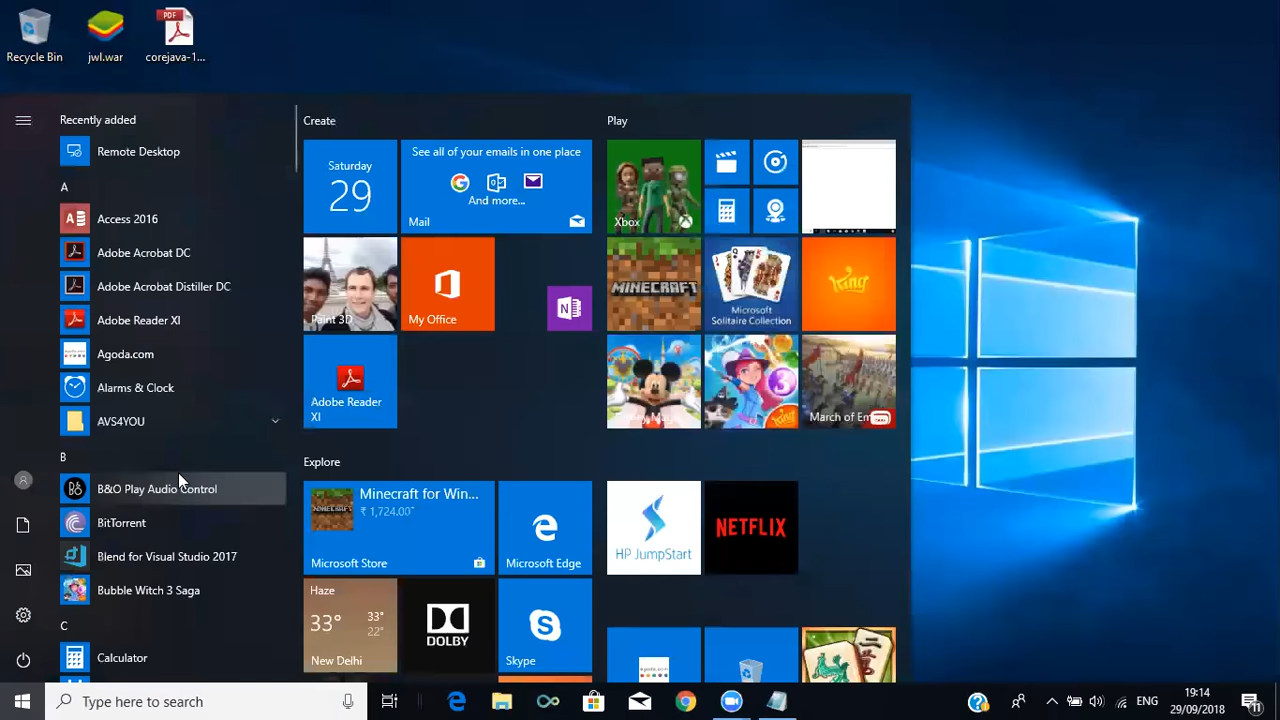 Recycle Bin
jwl.war
PDF
corejava-1...
Recently added
Remote Desktop
A
Access 2016
Adobe Acrobat DC
Adobe Acrobat Distiller DC
Adobe Reader XI
Agoda.com
Alarms & Clock
AVS4YOU
B
B&O Play Audio Control
BitTorrent
Blend for Visual Studio 2017
Bubble Witch 3 Saga
C
Calculator
Create
Saturday
29
See all of your emails in one place
And more...
Mail
Paint 3D
My Office
Adobe Reader
XI
Explore
Minecraft for Win...
₹ 1,724.00
Microsoft Store
Microsoft Edge
Haze
33°
33°
22°
New Delhi
DOLBY
Skype
Play
Xbox
MINECRAFT
Microsoft
Solitaire Collection
King
March of Em
HP JumpStart
NETFLIX
agoda.com
Type here to search
ENG
19:14
29/09/2018
11